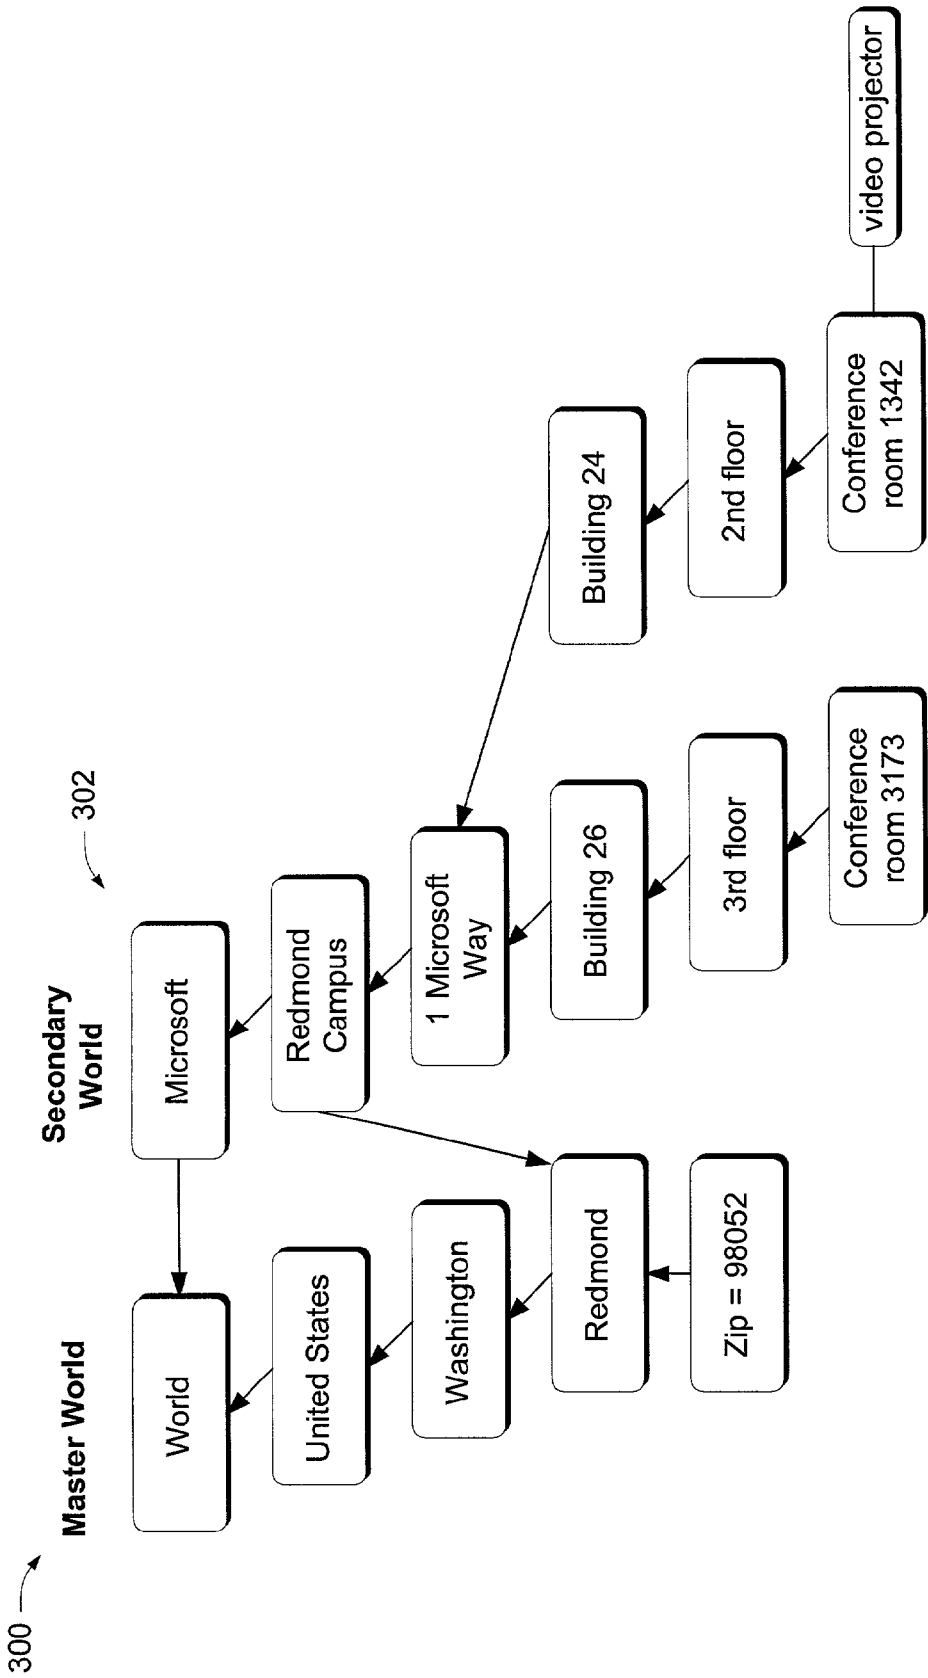 300
Master World
World
United States
Washington
Redmond
Zip = 98052
302
Secondary
World
Microsoft
Redmond
Campus
1 Microsoft
Way
Building 26
3rd floor
Conference
room 3173
Building 24
2nd floor
Conference
room 1342
video projector